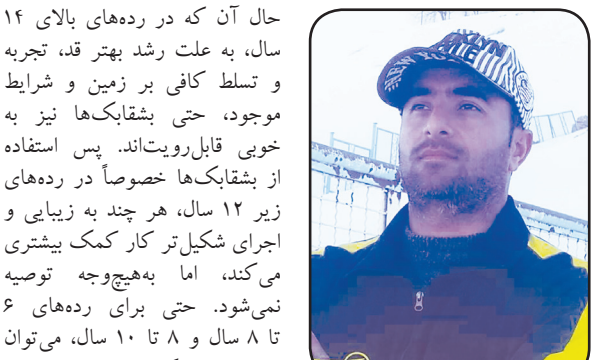 حال آن که در رده‌های بالای ۱۴
سال، به علت رشد بهتر قد، تجربه
و تسلط کافی بر زمین و شرایط
موجود، حتی بشقابک‌ها نیز به
خوبی قابل‌رویت‌اند. پس استفاده
از بشقابک‌ها خصوصاً در رده‌های
زیر ۱۲ سال، هر چند به زیبایی و
اجرای شکیل‌تر کار کمک بیشتری
می‌کند، اما به‌هیچ‌وجه توصیه
نمی‌شود. حتی برای رده‌های ۶
تا ۸ سال و ۸ تا ۱۰ سال، می‌توان
NEW YORK